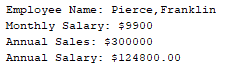 Employee Name: Pierce,Franklin
Monthly Salary: $9900
Annual Sales: $300000
Annual Salary: $124800.00